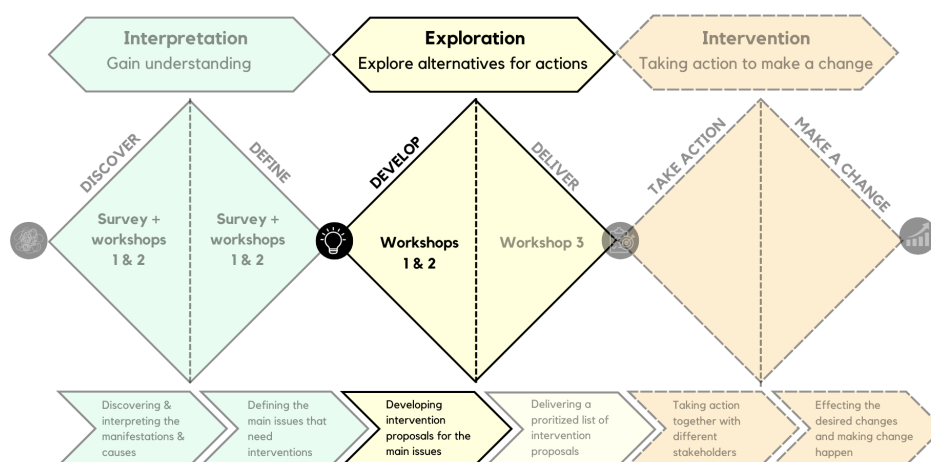 Interpretation
Gain understanding
Exploration
Explore alternatives for actions
Intervention
Taking action to make a change
DISCOVER
DEFINE
DEVELOP
DELIVER
TAKE ACTION
MAKE A CHANGE
Survey +
workshops
1 & 2
Survey +
workshops
1 & 2
Workshops
1 & 2
Workshop 3
Discovering &
interpreting the
manifestations &
causes
Defining the
main issues that
need
interventions
Developing
intervention
proposals for the
main issues
Delivering a
proritized list of
intervention
proposals
Taking action
together with
different
stakeholders
Effecting the
desired changes
and making change
happen